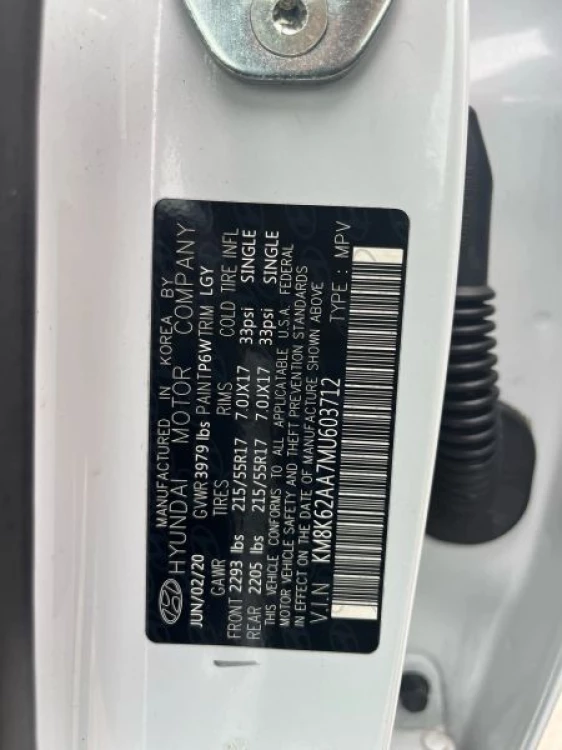 MANUFACTURED IN KOREA BY
HYUNDAI MOTOR COMPANY
JUN/02/20 GVWR 3979 lbs PAINT P6W TRIM LGY
GAWR TIRES RIMS COLD TIRE INFL
FRONT 2293 lbs 215/55R17 7.0JX17 33psi SINGLE
REAR 2205 lbs 215/55R17 7.0JX17 33psi SINGLE
THIS VEHICLE CONFORMS TO ALL APPLICATABLE U.S.A. FEDERAL
MOTOR VEHICLE SAFETY AND THEFT PREVENTION STANDARDS
IN EFFECT ON THE DATE OF MANUFACTURE SHOWN ABOVE
V.I.N KM8K62AA7MU603712 TYPE : MPV